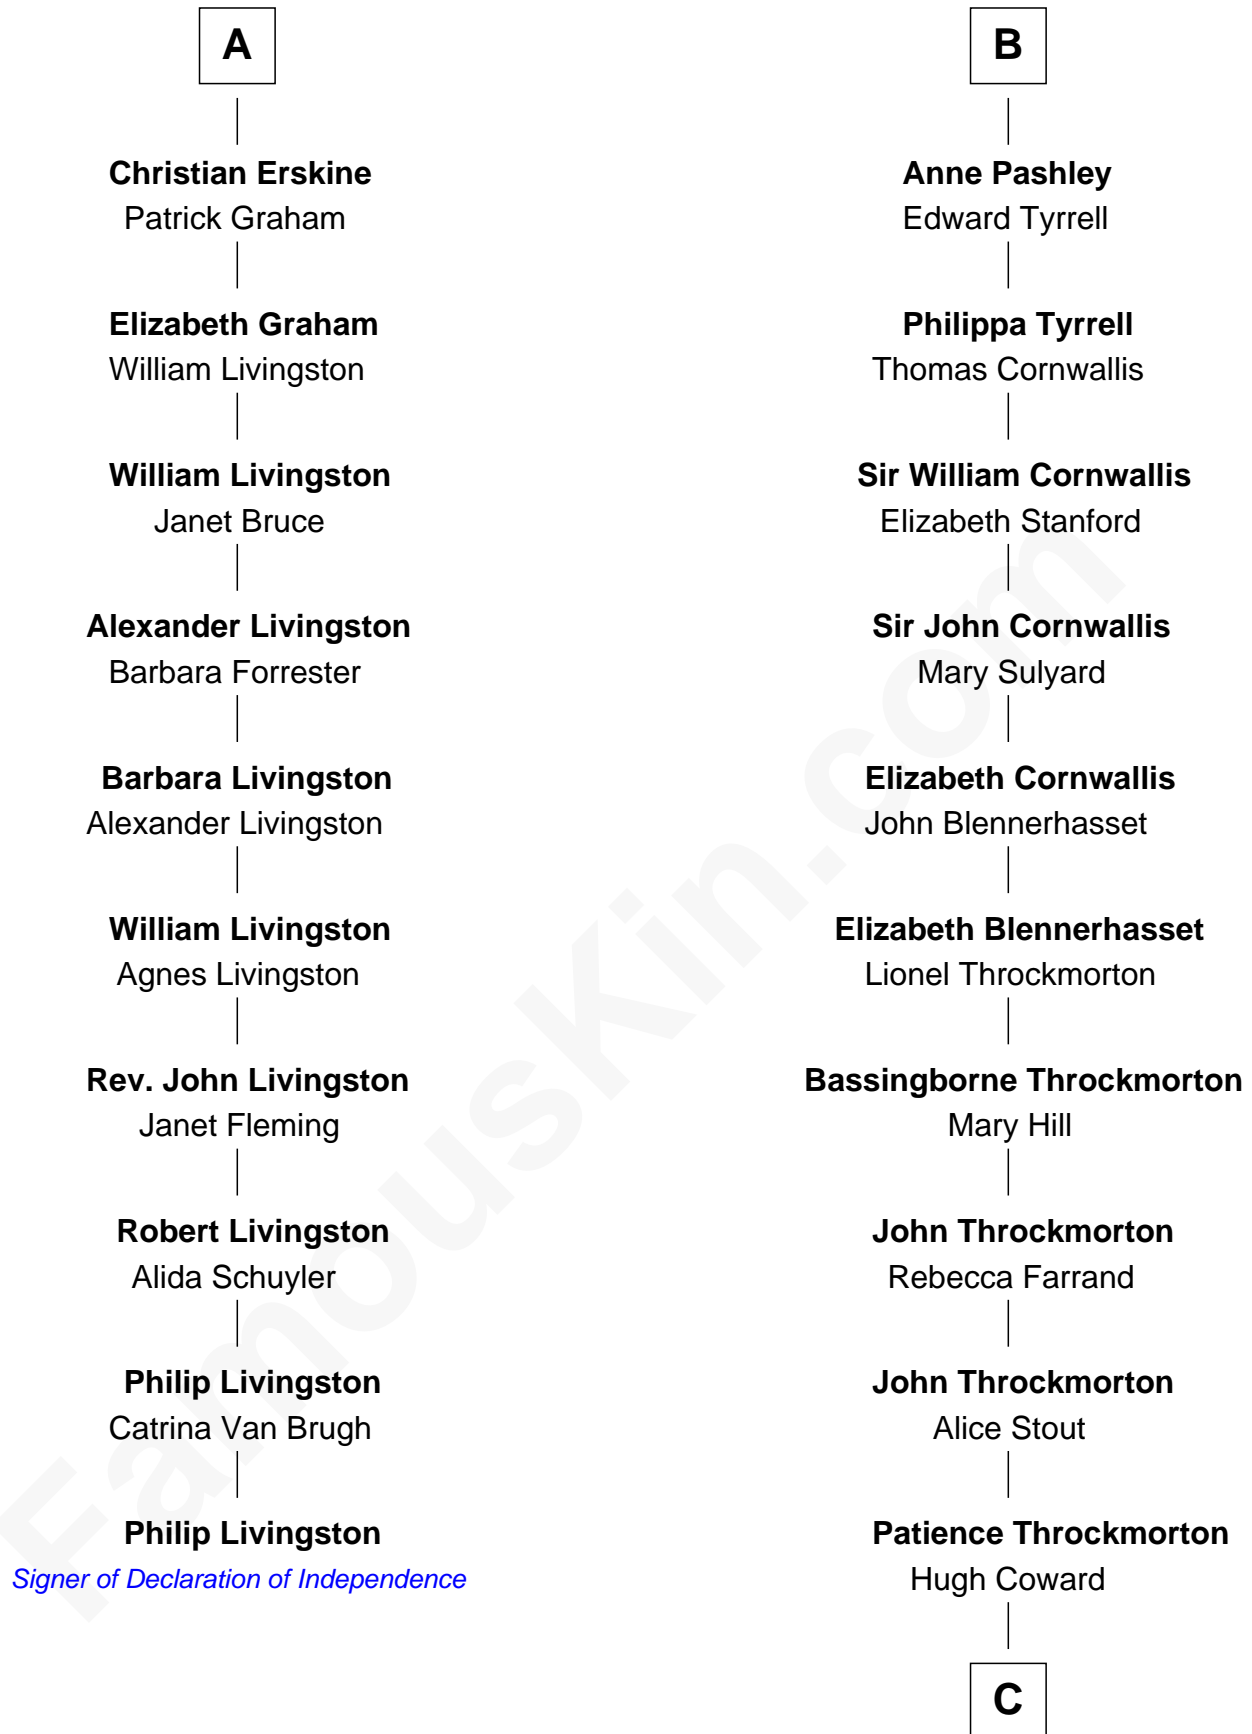 A
Christian Erskine
Patrick Graham
Elizabeth Graham
William Livingston
William Livingston
Janet Bruce
Alexander Livingston
Barbara Forrester
Barbara Livingston
Alexander Livingston
William Livingston
Agnes Livingston
Rev. John Livingston
Janet Fleming
Robert Livingston
Alida Schuyler
Philip Livingston
Catrina Van Brugh
Philip Livingston
Signer of Declaration of Independence
B
Anne Pashley
Edward Tyrrell
Philippa Tyrrell
Thomas Cornwallis
Sir William Cornwallis
Elizabeth Stanford
Sir John Cornwallis
Mary Sulyard
Elizabeth Cornwallis
John Blennerhasset
Elizabeth Blennerhasset
Lionel Throckmorton
Bassingborne Throckmorton
Mary Hill
John Throckmorton
Rebecca Farrand
John Throckmorton
Alice Stout
Patience Throckmorton
Hugh Coward
C
FamousKin.com